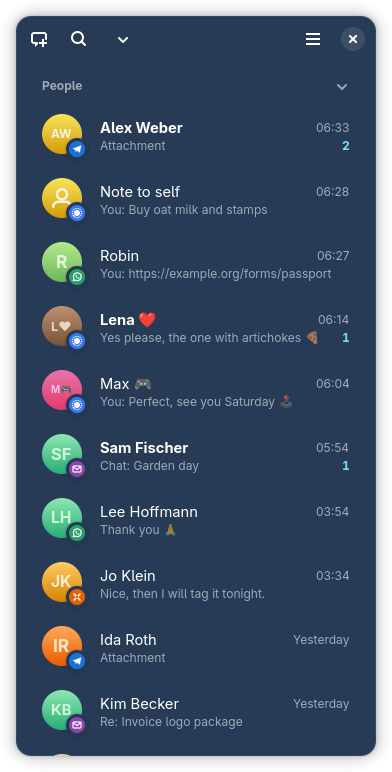 People
AW
Alex Weber
06:33
Attachment
2
Note to self
06:28
You: Buy oat milk and stamps
R
Robin
06:27
You: https://example.org/forms/passport
L❤
Lena ❤️
06:14
Yes please, the one with artichokes 🍕
1
M🎮
Max 🎮
06:04
You: Perfect, see you Saturday 🕹️
SF
Sam Fischer
05:54
Chat: Garden day
1
LH
Lee Hoffmann
03:54
Thank you 🙏
JK
Jo Klein
03:34
Nice, then I will tag it tonight.
IR
Ida Roth
Yesterday
Attachment
KB
Kim Becker
Yesterday
Re: Invoice logo package